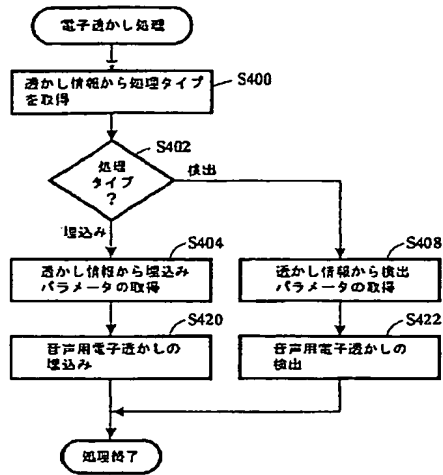 電子透かし処理
S400
透かし情報から処理タイプ
を取得
S402
処理
タイプ
?
検出
埋込み
S404
透かし情報から埋込み
パラメータの取得
S408
透かし情報から検出
パラメータの取得
S420
音声用電子透かしの
埋込み
S422
音声用電子透かしの
検出
処理終了